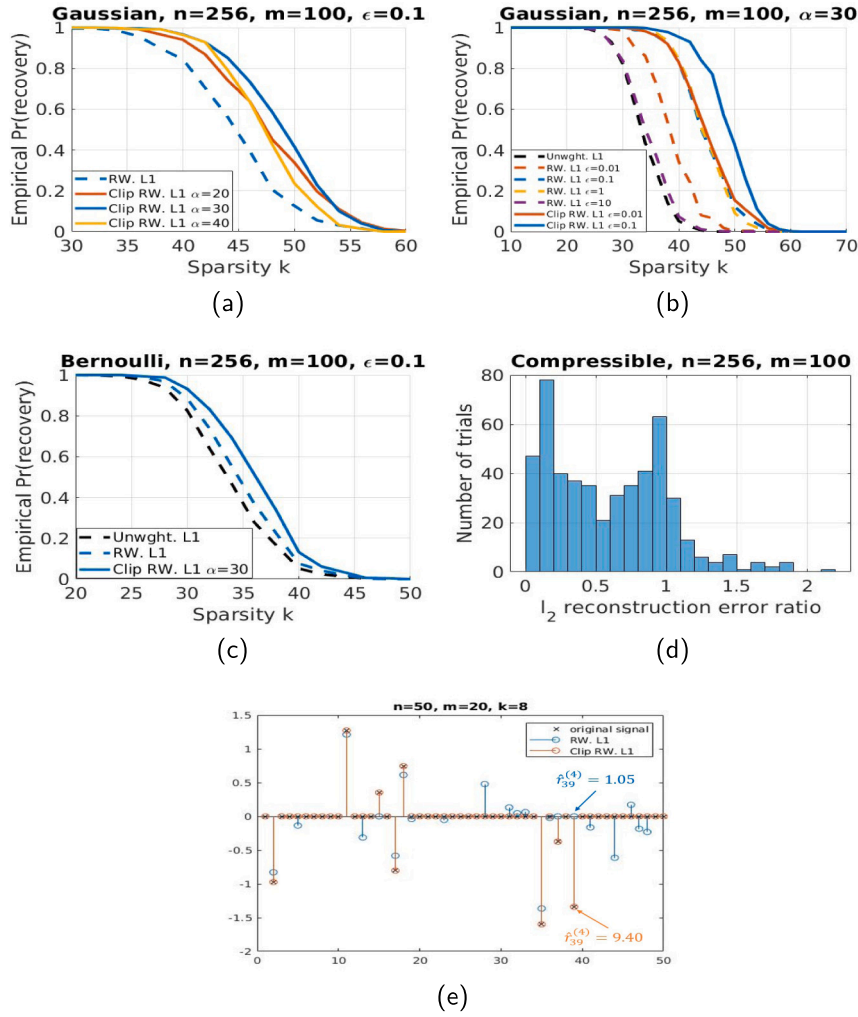 Gaussian, n=256, m=100, ϵ=0.1
Empirical Pr(recovery)
1
0.8
0.6
0.4
0.2
0
RW. L1
Clip RW. L1 α=20
Clip RW. L1 α=30
Clip RW. L1 α=40
30 35 40 45 50 55 60
Sparsity k
(a)
Gaussian, n=256, m=100, α=30
Empirical Pr(recovery)
1
0.8
0.6
0.4
0.2
0
Unwght. L1
RW. L1 ϵ=0.01
RW. L1 ϵ=0.1
RW. L1 ϵ=1
RW. L1 ϵ=10
Clip RW. L1 ϵ=0.01
Clip RW. L1 ϵ=0.1
10 20 30 40 50 60 70
Sparsity k
(b)
Bernoulli, n=256, m=100, ϵ=0.1
Empirical Pr(recovery)
1
0.8
0.6
0.4
0.2
0
Unwght. L1
RW. L1
Clip RW. L1 α=30
20 25 30 35 40 45 50
Sparsity k
(c)
Compressible, n=256, m=100
Number of trials
80
60
40
20
0
0 0.5 1 1.5 2
l₂ reconstruction error ratio
(d)
n=50, m=20, k=8
1.5
1
0.5
0
-0.5
-1
-1.5
-2
original signal
RW. L1
Clip RW. L1
r̂₃₉⁽⁴⁾ = 1.05
r̂₃₉⁽⁴⁾ = 9.40
0 10 20 30 40 50
(e)